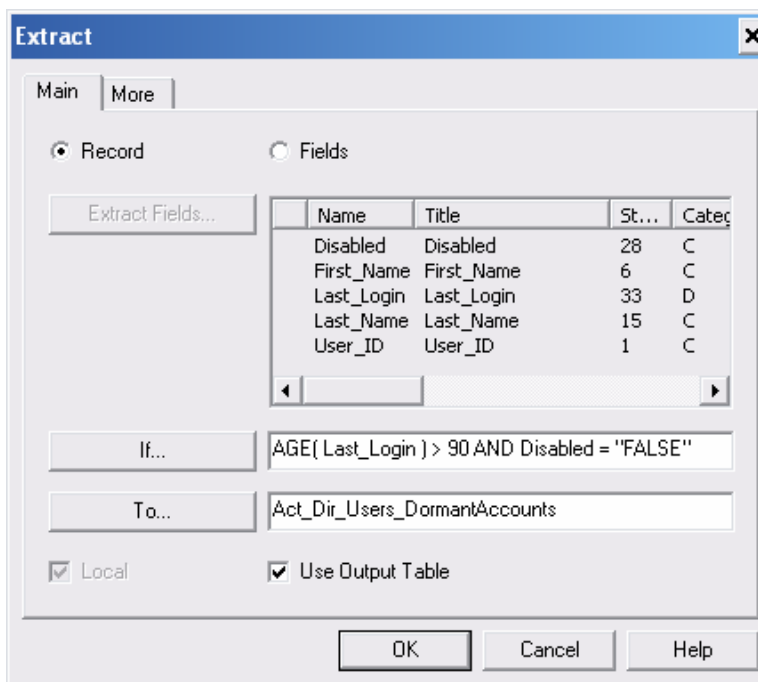 Extract
Main More
Record Fields
Extract Fields...
Name Title St... Categ
Disabled Disabled 28 C
First_Name First_Name 6 C
Last_Login Last_Login 33 D
Last_Name Last_Name 15 C
User_ID User_ID 1 C
If... AGE( Last_Login ) > 90 AND Disabled = "FALSE"
To... Act_Dir_Users_DormantAccounts
Local Use Output Table
OK Cancel Help